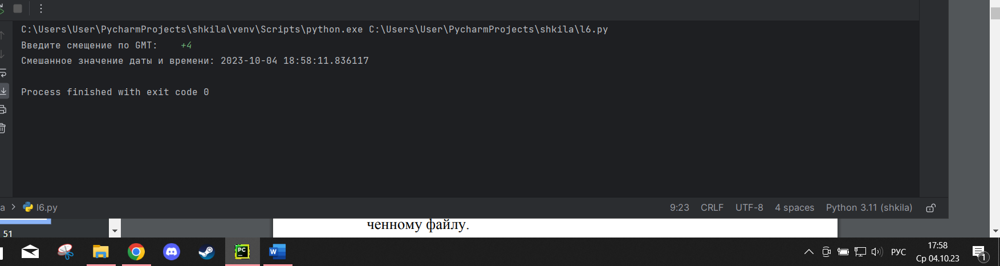 C:\Users\User\PycharmProjects\shkila\venv\Scripts\python.exe C:\Users\User\PycharmProjects\shkila\l6.py
Введите смещение по GMT: +4
Смешанное значение даты и времени: 2023-10-04 18:58:11.836117
Process finished with exit code 0
a > l6.py
9:23 CRLF UTF-8 4 spaces Python 3.11 (shkila)
ченному файлу.
51
PC
W
РУС
17:58
Ср 04.10.23
1